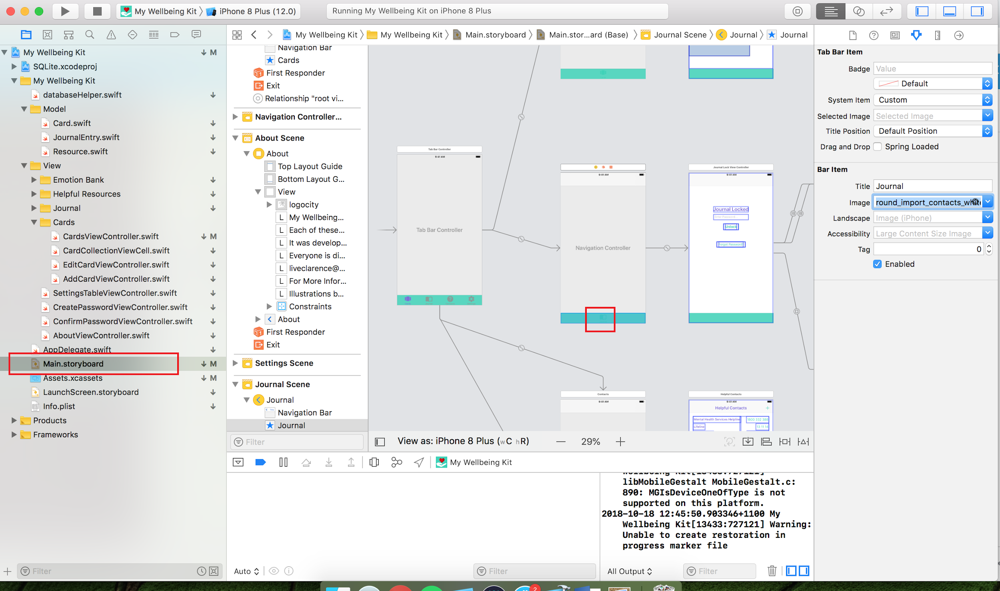 My Wellbeing Kit
iPhone 8 Plus (12.0)
Running My Wellbeing Kit on iPhone 8 Plus
My Wellbeing Kit
M
SQLite.xcodeproj
My Wellbeing Kit
databaseHelper.swift
Model
Card.swift
JournalEntry.swift
Resource.swift
View
Emotion Bank
Helpful Resources
Journal
Cards
CardsViewController.swift
M
CardCollectionViewCell.swift
EditCardViewController.swift
AddCardViewController.swift
SettingsTableViewController.swift
CreatePasswordViewController.swift
ConfirmPasswordViewController.swift
AboutViewController.swift
AppDelegate.swift
Main.storyboard
M
Assets.xcassets
M
LaunchScreen.storyboard
Info.plist
Products
Frameworks
Filter
My Wellbeing Kit
My Wellbeing Kit
Main.storyboard
Main.stor...ard (Base)
Journal Scene
Journal
Journal
Navigation Bar
Cards
First Responder
Exit
Relationship "root vi...
Navigation Controller...
About Scene
About
Top Layout Guide
Bottom Layout G...
View
logocity
L My Wellbeing...
L Each of these...
L It was develop...
L Everyone is di...
L liveclarence@...
L For More Infor...
L Illustrations b...
Constraints
About
First Responder
Exit
Settings Scene
Journal Scene
Journal
Navigation Bar
Journal
Filter
Tab Bar Controller
9:41 AM
Tab Bar Controller
Cards
9:41 AM
Navigation Controller
Journal Lock View Controller
9:41 AM
Journal Locked
Enter Password...
Unlock
Forgot Password?
Contacts
9:41 AM
Helpful Contacts
9:41 AM
Helpful Contacts
+
Mental Health Services Helpline
1800 332 388
Lifeline
13 11 14
View as: iPhone 8 Plus (wC hR)
29%
My Wellbeing Kit
Wellbeing Kit[13433:727121]
libMobileGestalt MobileGestalt.c:
890: MGIsDeviceOneOfType is not
supported on this platform.
2018-10-18 12:45:50.903346+1100 My
Wellbeing Kit[13433:727121] Warning:
Unable to create restoration in
progress marker file
Auto
Filter
All Output
Filter
Tab Bar Item
Badge
Value
Default
System Item
Custom
Selected Image
Selected Image
Title Position
Default Position
Drag and Drop
Spring Loaded
Bar Item
Title
Journal
Image
round_import_contacts_white
Landscape
Image (iPhone)
Accessibility
Large Content Size Image
Tag
0
Enabled
2